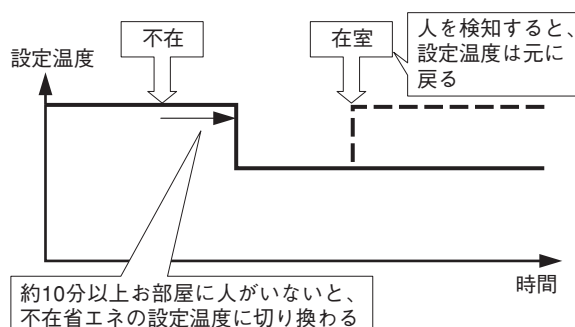 不在
在室
人を検知すると、
設定温度は元に
戻る
設定温度
時間
約10分以上お部屋に人がいないと、
不在省エネの設定温度に切り換わる